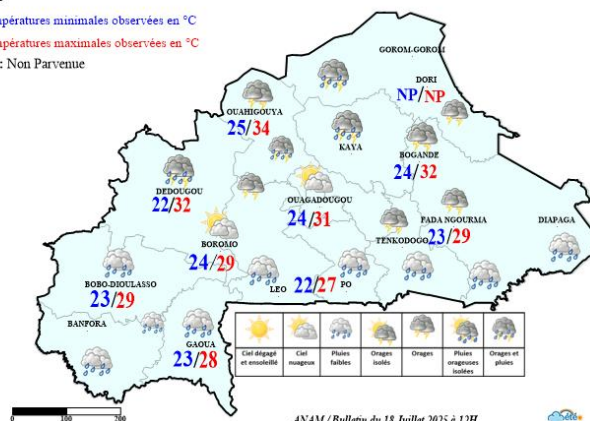 mpératures minimales observées en °C
mpératures maximales observées en °C
: Non Parvenue
GOROM-GOROM
DORI
NP/NP
OUAHIGOUYA
25/34
KAYA
BOGANDE
24/32
DEDOUGOU
22/32
OUAGADOUGOU
24/31
FADA NGOURMA
23/29
DIAPAGA
TENKODOGO
BOROMO
24/29
BOBO-DIOULASSO
23/29
LEO
22/27
PO
BANFORA
GAOUA
23/28
Ciel dégagé et ensoleillé
Ciel nuageux
Pluies faibles
Orages isolés
Orages
Pluies orageuses isolées
Orages et pluies
0 100 200
ANAM / Bulletin du 18 Juillet 2025 à 12H